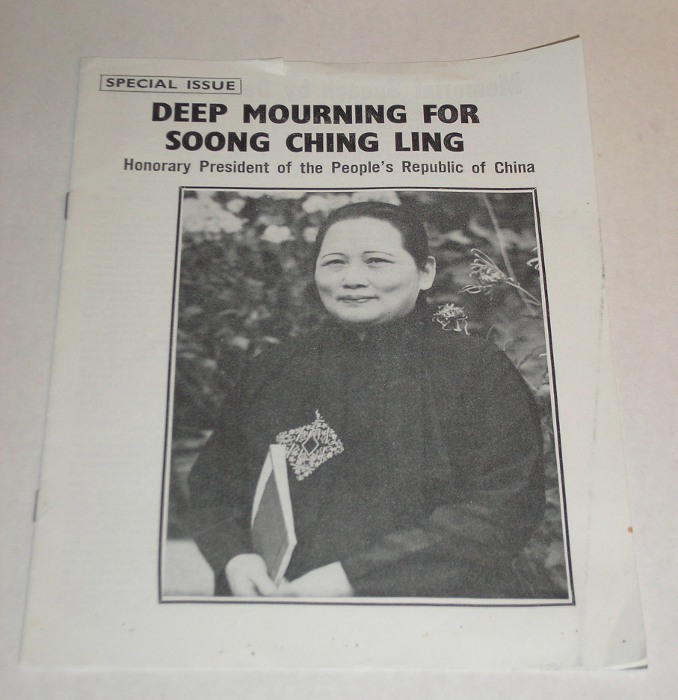 SPECIAL ISSUE
DEEP MOURNING FOR
SOONG CHING LING
Honorary President of the People's Republic of China